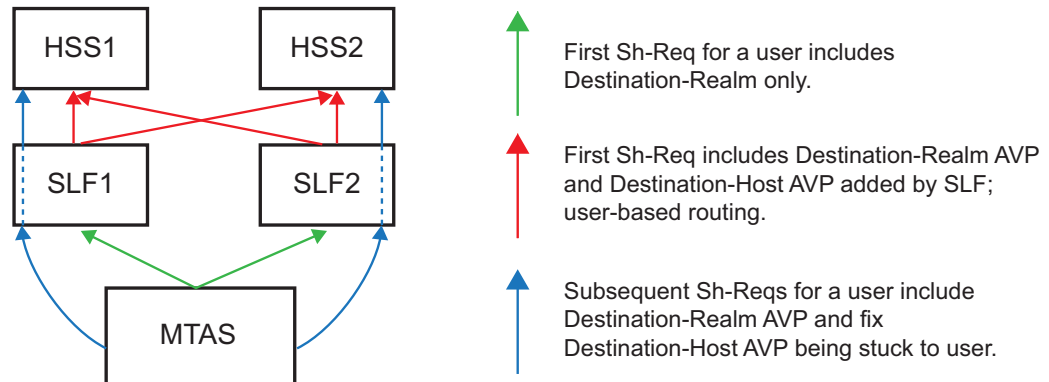 HSS1
HSS2
SLF1
SLF2
MTAS
First Sh-Req for a user includes
Destination-Realm only.
First Sh-Req includes Destination-Realm AVP
and Destination-Host AVP added by SLF;
user-based routing.
Subsequent Sh-Reqs for a user include
Destination-Realm AVP and fix
Destination-Host AVP being stuck to user.